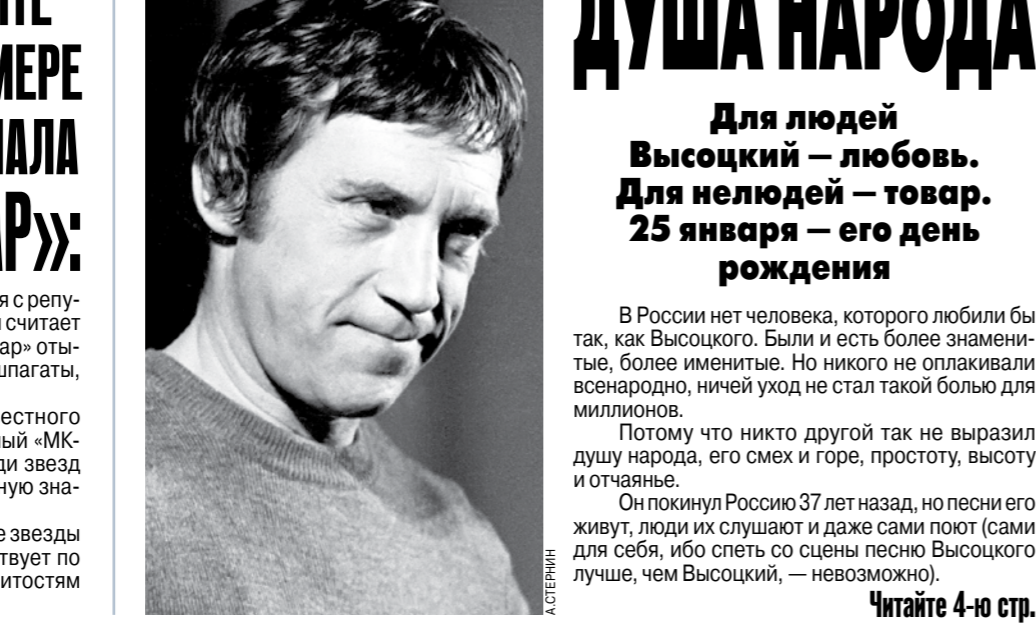 МЕРЕ
АР»:
я с репу-
считает
ар» оты-
шпагаты,
естного
ный «МК-
ди звезд
ную зна-
е звезды
ствует по
итостям
А.СТЕРНИН
ДУША НАРОДА
Для людей
Высоцкий – любовь.
Для нелюдей – товар.
25 января – его день
рождения
В России нет человека, которого любили бы
так, как Высоцкого. Были и есть более знамени-
тые, более именитые. Но никого не оплакивали
всенародно, ничей уход не стал такой болью для
миллионов.
Потому что никто другой так не выразил
душу народа, его смех и горе, простоту, высоту
и отчаянье.
Он покинул Россию 37 лет назад, но песни его
живут, люди их слушают и даже сами поют (сами
для себя, ибо спеть со сцены песню Высоцкого
лучше, чем Высоцкий, — невозможно).
Читайте 4-ю стр.